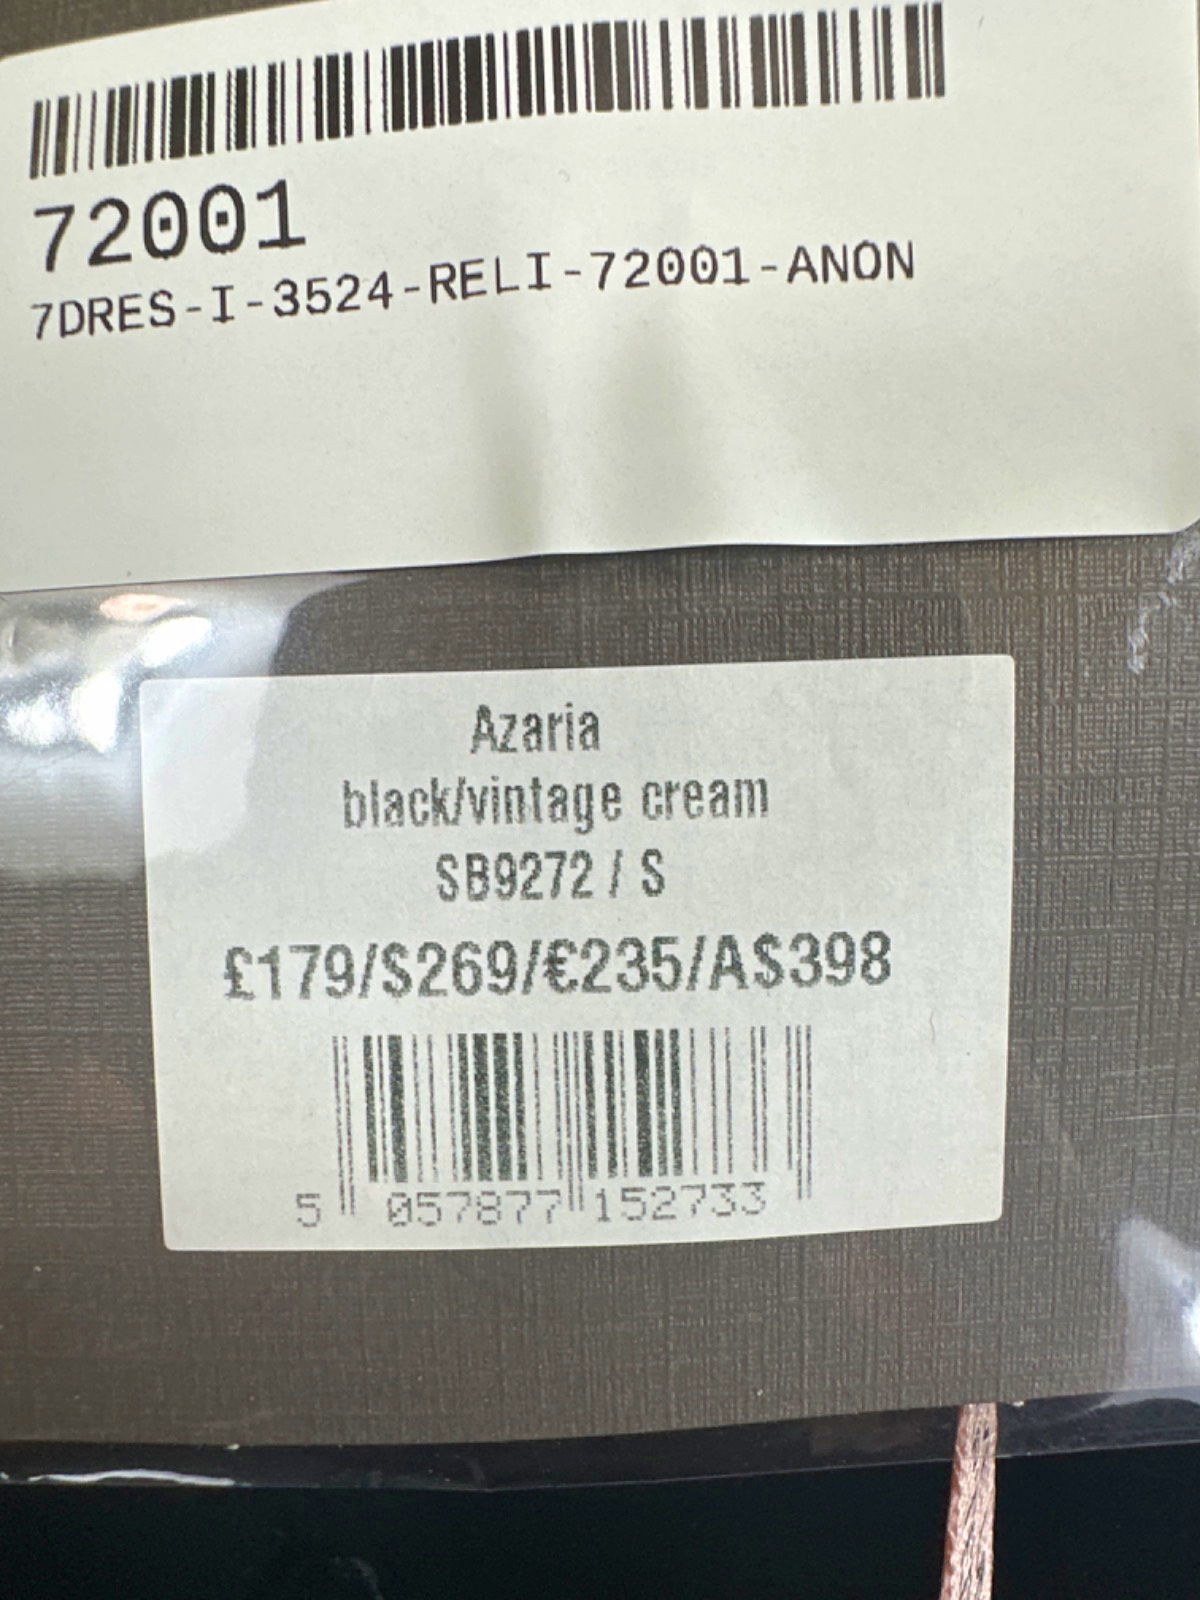 72001
7DRES-I-3524-RELI-72001-ANON
Azaria
black/vintage cream
SB9272 / S
£179/$269/€235/A$398
5 057877 152733